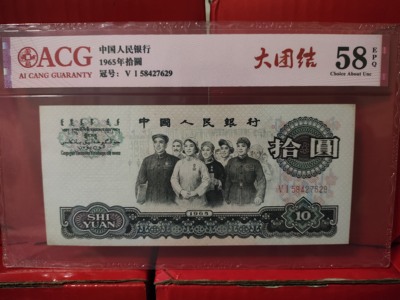 ACG
AI CANG GUARANTY
中国人民银行
1965年拾圆
冠号: V I 58427629
大团结
58
EPQ
Choice About Unc
中國人民銀行
拾圓
V I 58427629
SHI
YUAN
1965
10